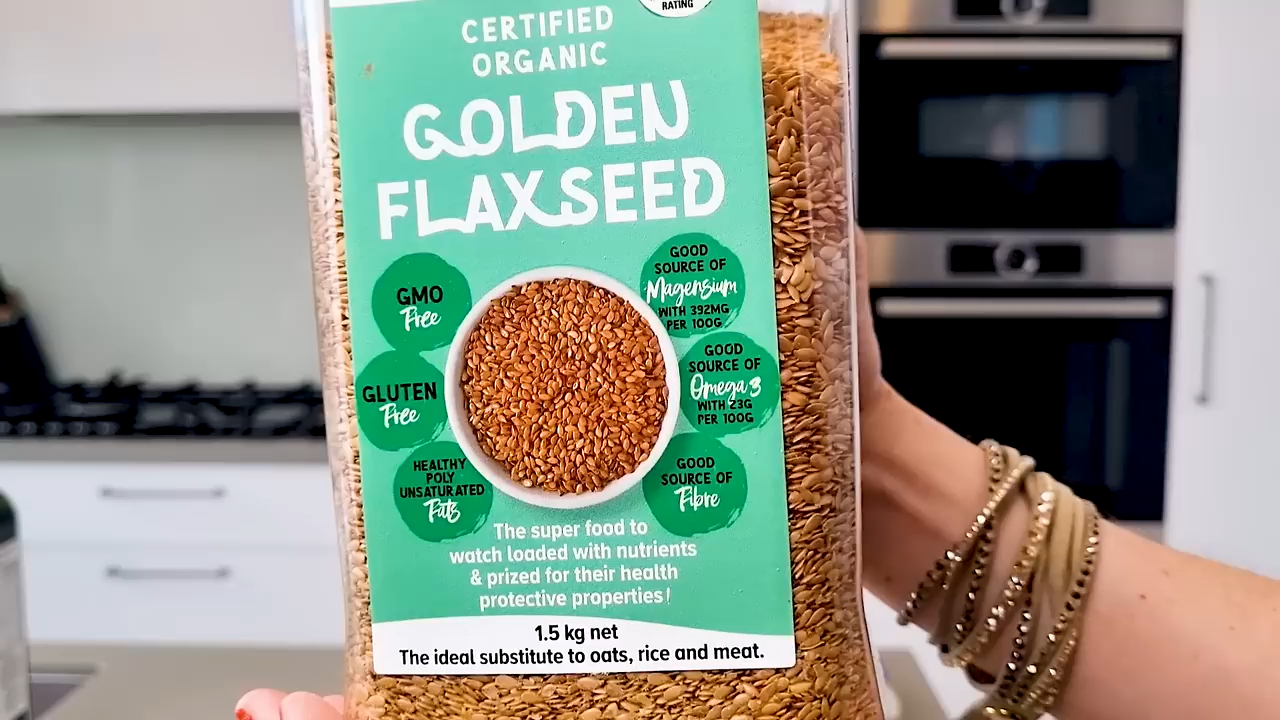 RATING
CERTIFIED
ORGANIC
GOLDEN
FLAXSEED
GMO
Free
GLUTEN
Free
HEALTHY
POLY
UNSATURATED
Fats
GOOD
SOURCE OF
Magensium
WITH 392MG
PER 100G
GOOD
SOURCE OF
Omega 3
WITH 23G
PER 100G
GOOD
SOURCE OF
Fibre
The super food to
watch loaded with nutrients
& prized for their health
protective properties!
1.5 kg net
The ideal substitute to oats, rice and meat.